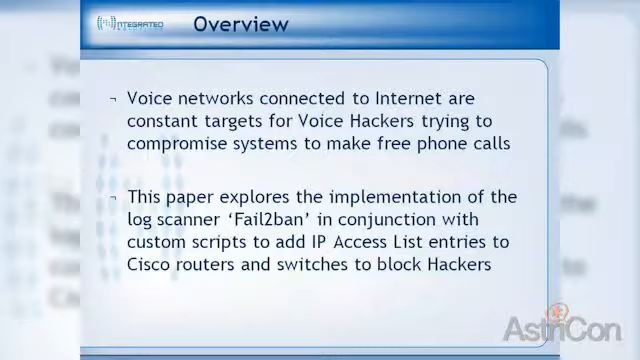 INTEGRATED
Overview
¬ Voice networks connected to Internet are
constant targets for Voice Hackers trying to
compromise systems to make free phone calls
¬ This paper explores the implementation of the
log scanner ‘Fail2ban’ in conjunction with
custom scripts to add IP Access List entries to
Cisco routers and switches to block Hackers
AstriCon